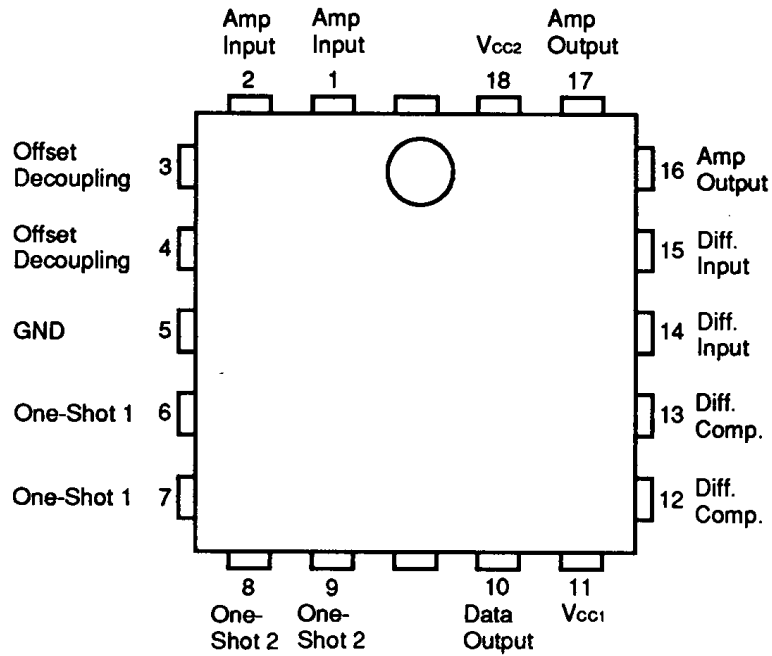 Amp
Input
2
Amp
Input
1
VCC2
18
Amp
Output
17
Offset
Decoupling
3
Offset
Decoupling
4
GND
5
One-Shot 1
6
One-Shot 1
7
16
Amp
Output
15
Diff.
Input
14
Diff.
Input
13
Diff.
Comp.
12
Diff.
Comp.
8
One-
Shot 2
9
One-
Shot 2
10
Data
Output
11
VCC1